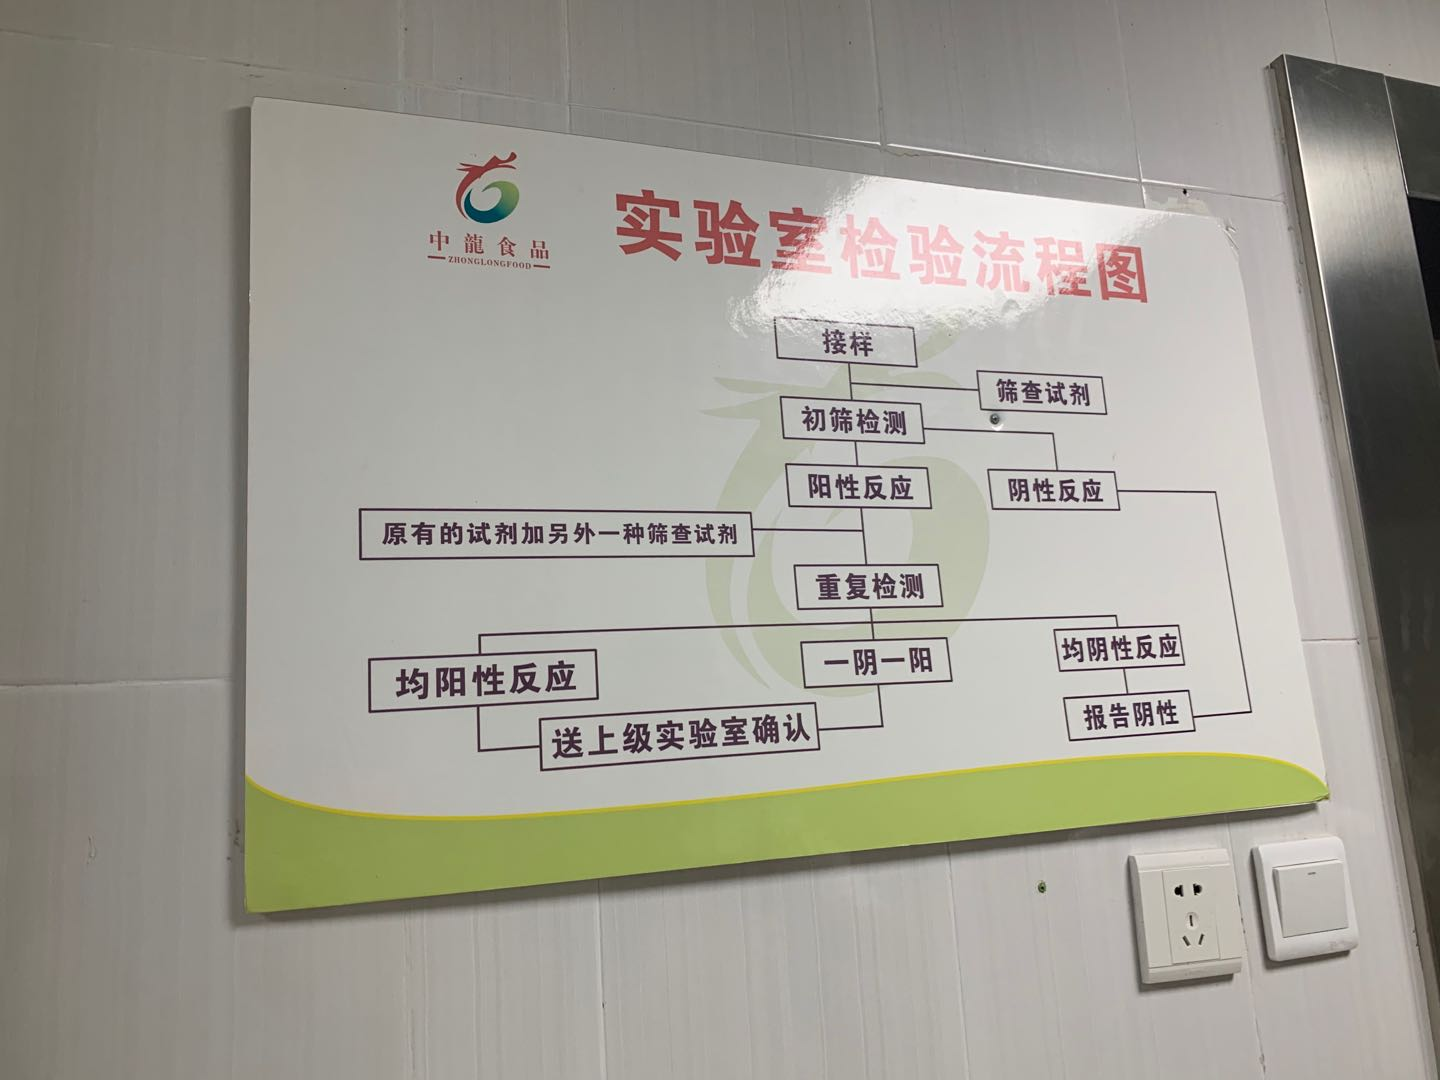 中龍食品
ZHONGLONGFOOD
实验室检验流程图
接样
筛查试剂
初筛检测
阳性反应
阴性反应
原有的试剂加另外一种筛查试剂
重复检测
均阳性反应
一阴一阳
均阴性反应
送上级实验室确认
报告阴性